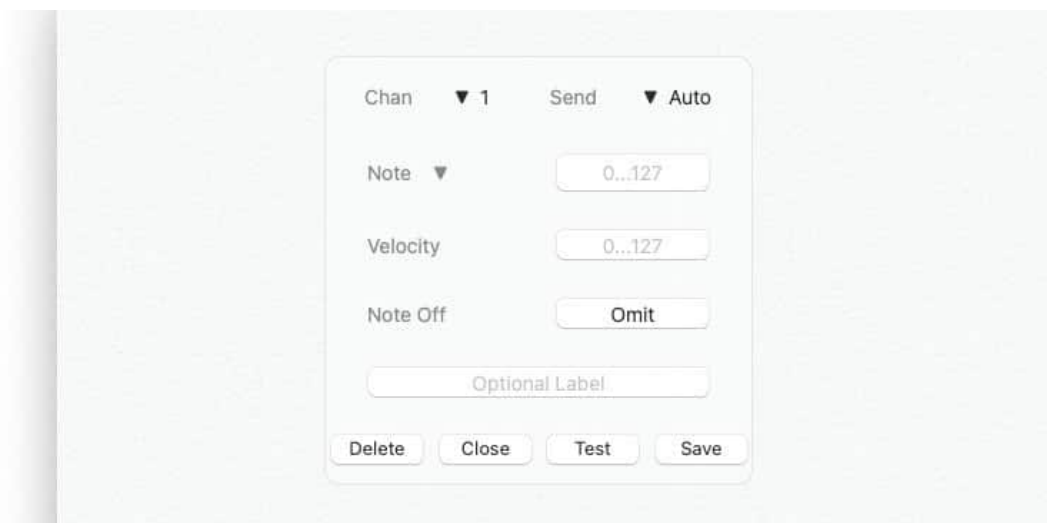 Chan ▼ 1 Send ▼ Auto
Note ▼ 0...127
Velocity 0...127
Note Off Omit
Optional Label
Delete Close Test Save